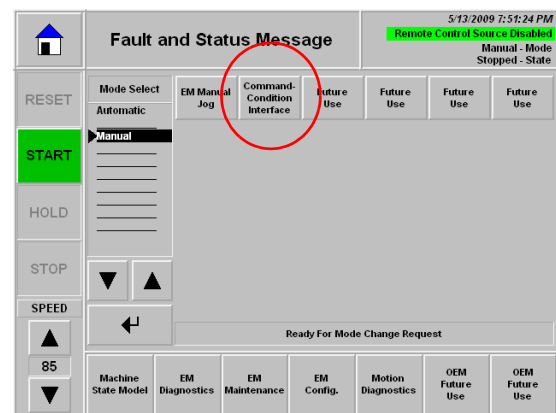 5/13/2009 7:51:24 PM
Fault and Status Message
Remote Control Source Disabled
Manual - Mode
Stopped - State
RESET
START
HOLD
STOP
SPEED
85
Mode Select
Automatic
Manual
EM Manual
Jog
Command-
Condition
Interface
Future
Use
Future
Use
Future
Use
Future
Use
Ready For Mode Change Request
Machine
State Model
EM
Diagnostics
EM
Maintenance
EM
Config.
Motion
Diagnostics
OEM
Future
Use
OEM
Future
Use